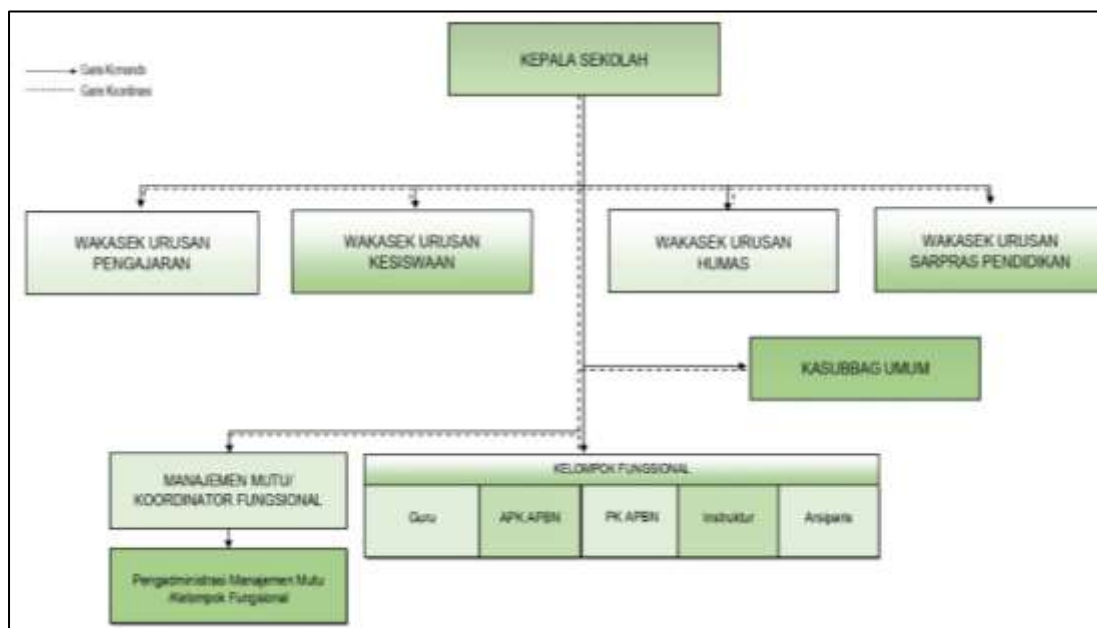 KEPALA SEKOLAH
Garis Komando
Garis Koordinasi
WAKASEK URUSAN
PENGAJARAN
WAKASEK URUSAN
KESISWAAN
WAKASEK URUSAN
HUMAS
WAKASEK URUSAN
SARPRAS PENDIDIKAN
KASUBBAG UMUM
MANAJEMEN MUTU/
KOORDINATOR FUNGSIONAL
KELOMPOK FUNGSIONAL
Guru
APK APBN
PK APBN
Instruktur
Arsiparis
Pengadministrasi Manajemen Mutu
/Kelompok Fungsional